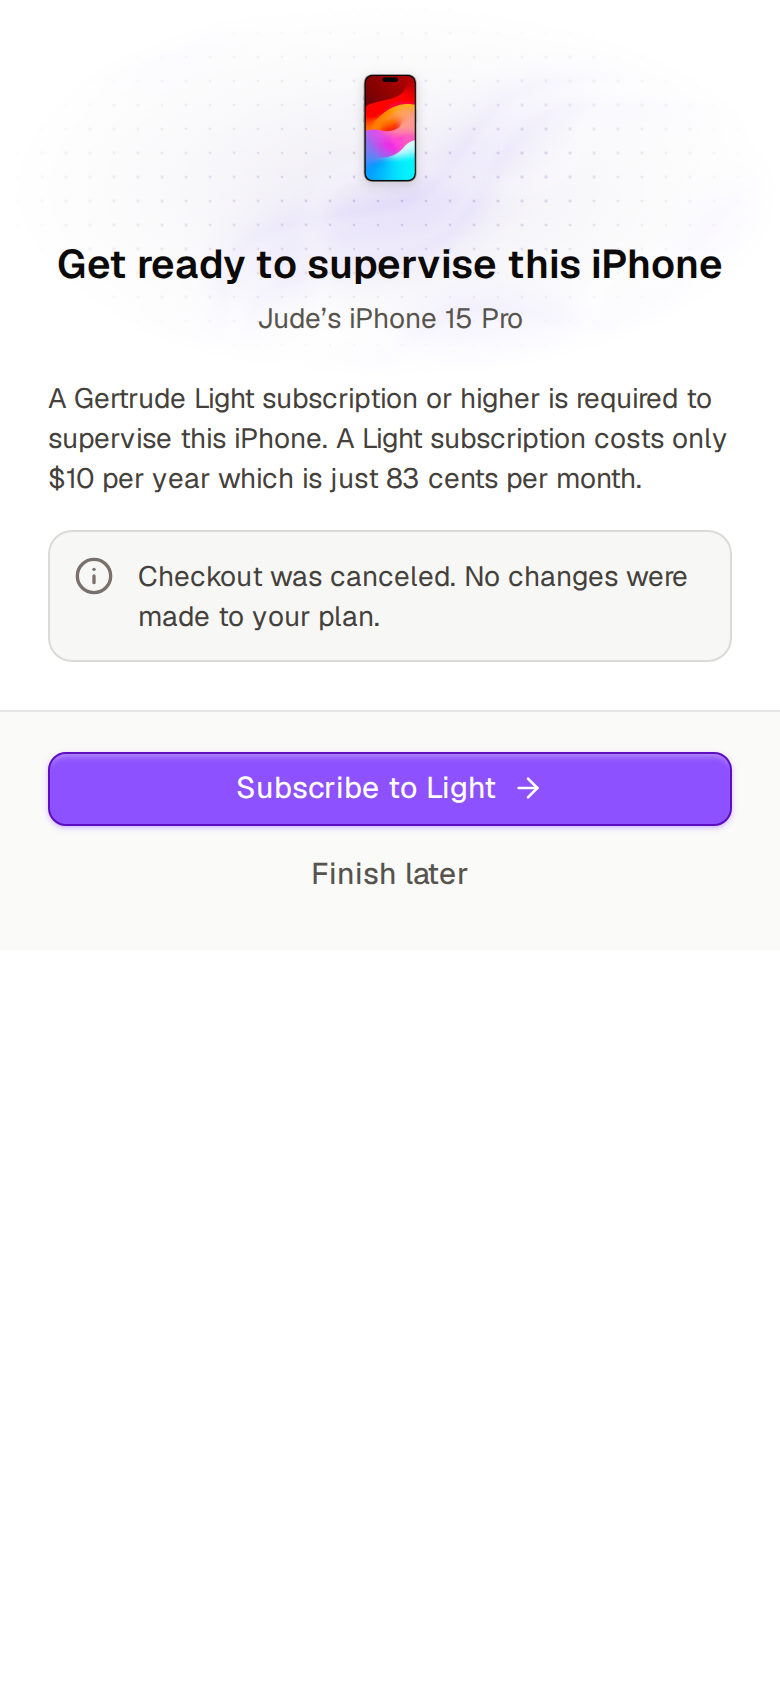 Get ready to supervise this iPhone
Jude’s iPhone 15 Pro
A Gertrude Light subscription or higher is required to
supervise this iPhone. A Light subscription costs only
$10 per year which is just 83 cents per month.
Checkout was canceled. No changes were
made to your plan.
Subscribe to Light →
Finish later